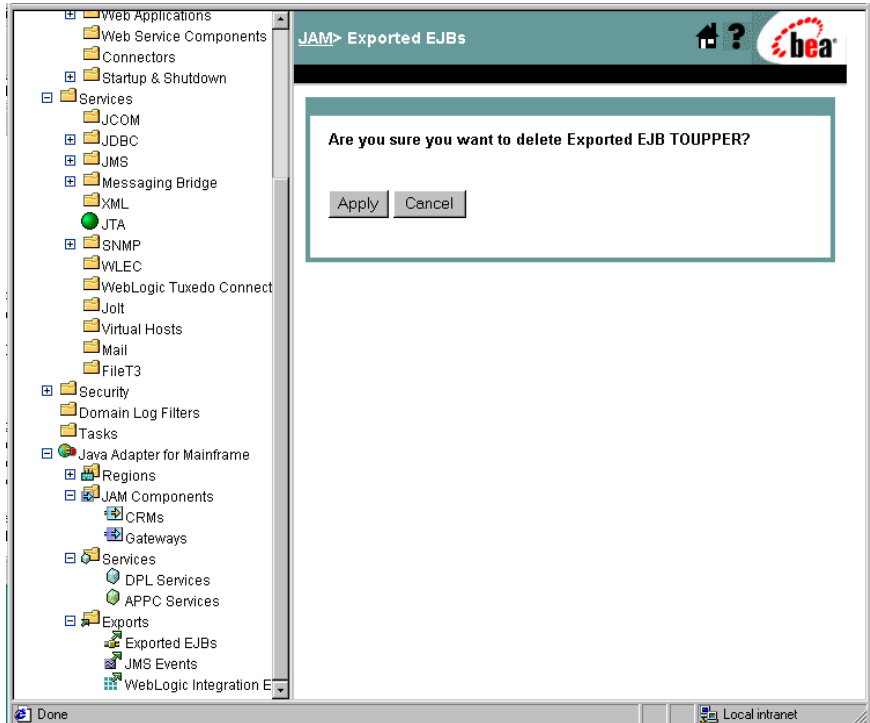 Web Applications
Web Service Components
Connectors
Startup & Shutdown
Services
JCOM
JDBC
JMS
Messaging Bridge
XML
JTA
SNMP
WLEC
WebLogic Tuxedo Connect
Jolt
Virtual Hosts
Mail
FileT3
Security
Domain Log Filters
Tasks
Java Adapter for Mainframe
Regions
JAM Components
CRMs
Gateways
Services
DPL Services
APPC Services
Exports
Exported EJBs
JMS Events
WebLogic Integration E
JAM> Exported EJBs
?
bea
Are you sure you want to delete Exported EJB TOUPPER?
Apply Cancel
Done
Local intranet